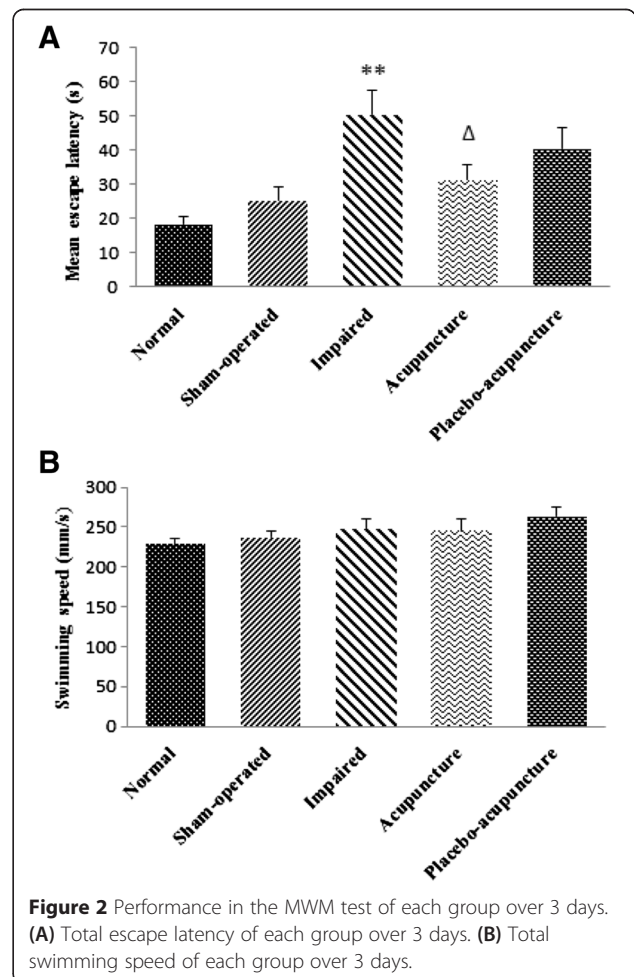 A
Mean escape latency (s)
70
60
50
40
30
20
10
0
**
Δ
Normal
Sham-operated
Impaired
Acupuncture
Placebo-acupuncture
B
Swimming speed (mm/s)
300
250
200
150
100
50
0
Normal
Sham-operated
Impaired
Acupuncture
Placebo-acupuncture
Figure 2 Performance in the MWM test of each group over 3 days.
(A) Total escape latency of each group over 3 days. (B) Total
swimming speed of each group over 3 days.